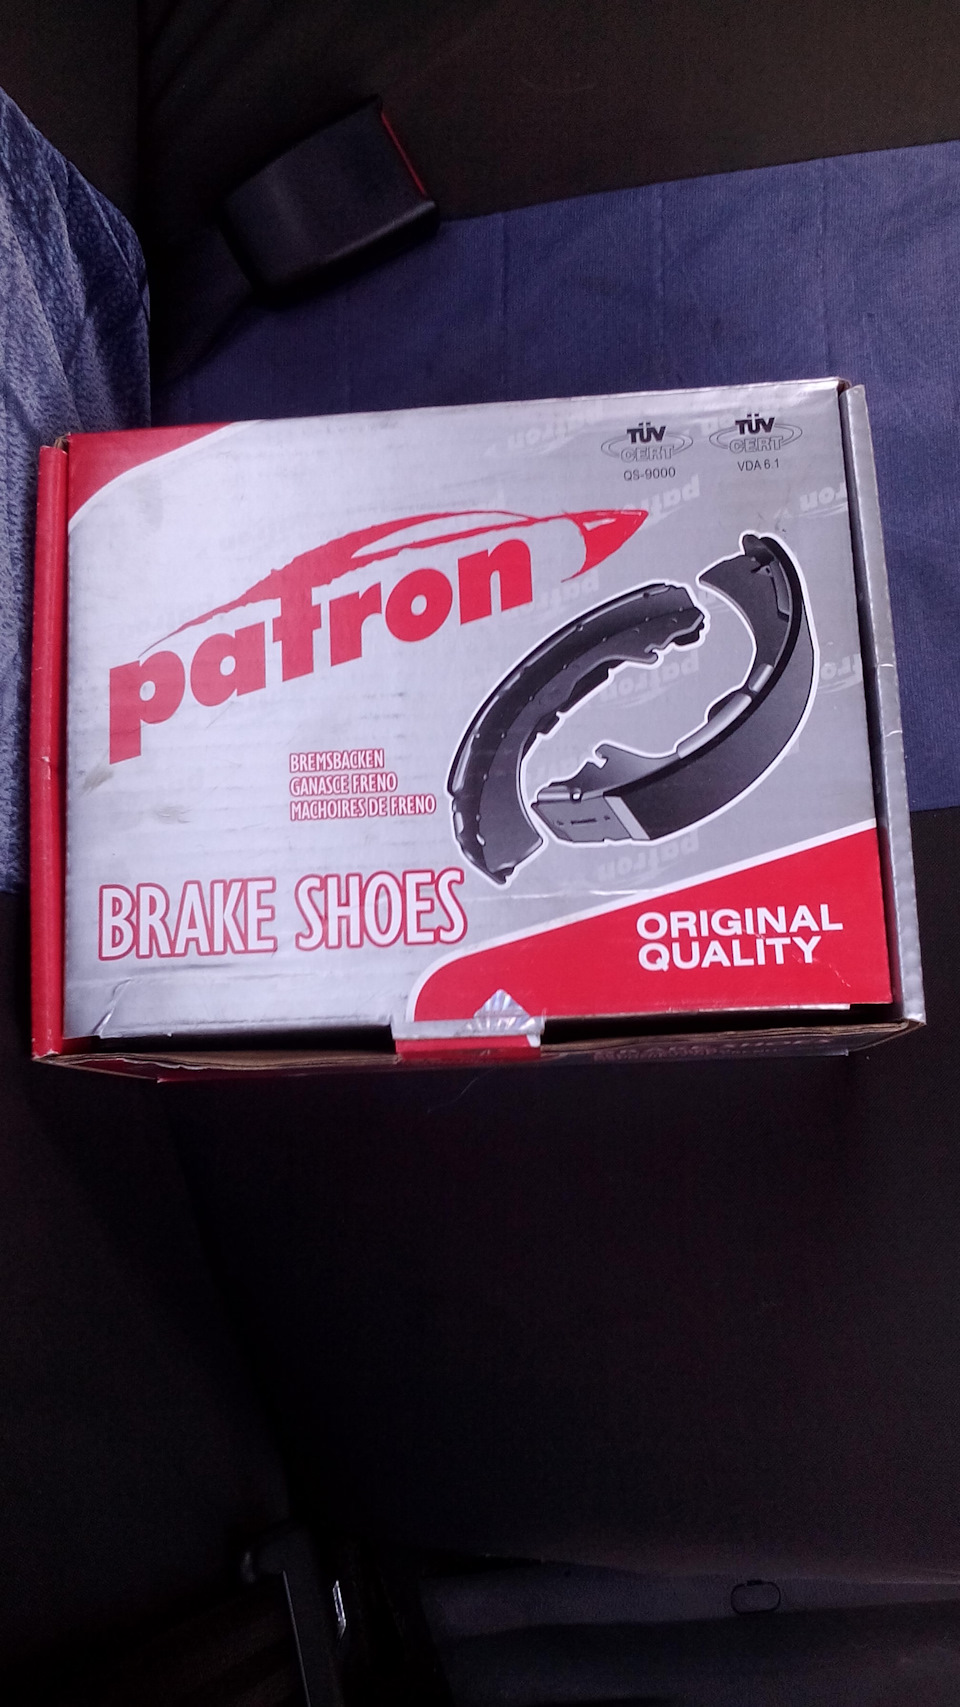 TÜV
CERT
QS-9000
TÜV
CERT
VDA 6.1
patron
BREMSBACKEN
GANASCE FRENO
MACHOIRES DE FRENO
BRAKE SHOES
ORIGINAL
QUALITY